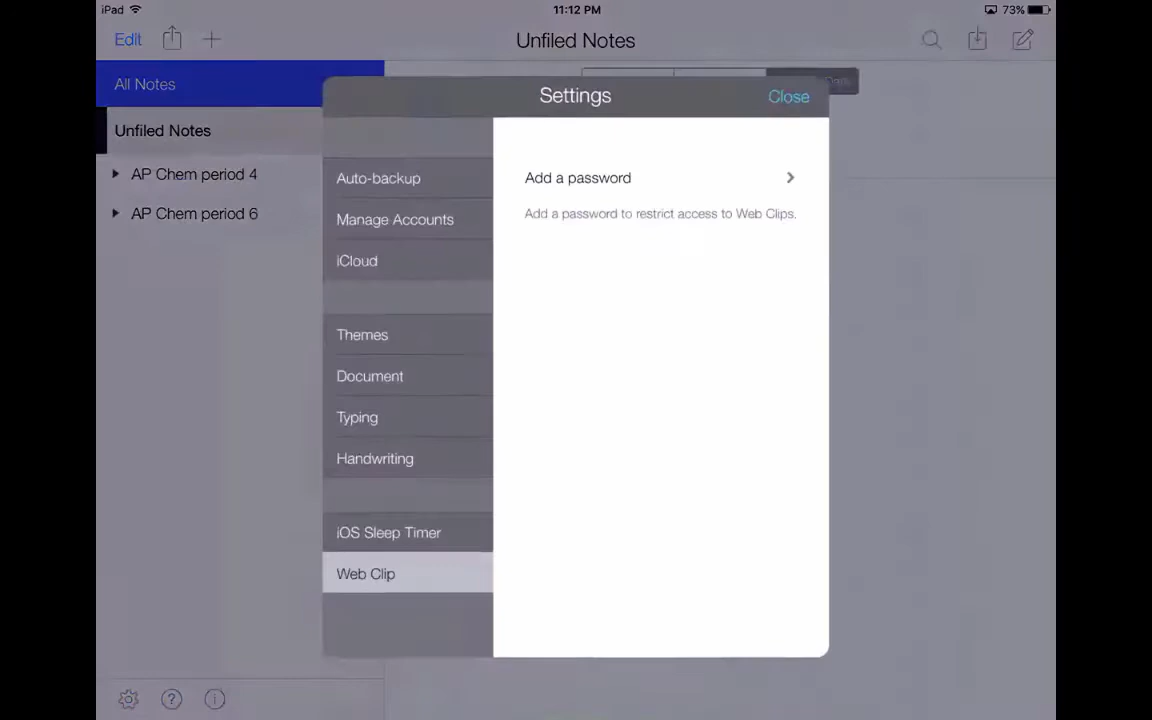 iPad
11:12 PM
73%
Edit
Unfiled Notes
All Notes
Unfiled Notes
AP Chem period 4
AP Chem period 6
Settings
Close
Auto-backup
Manage Accounts
iCloud
Themes
Document
Typing
Handwriting
iOS Sleep Timer
Web Clip
Add a password
Add a password to restrict access to Web Clips.